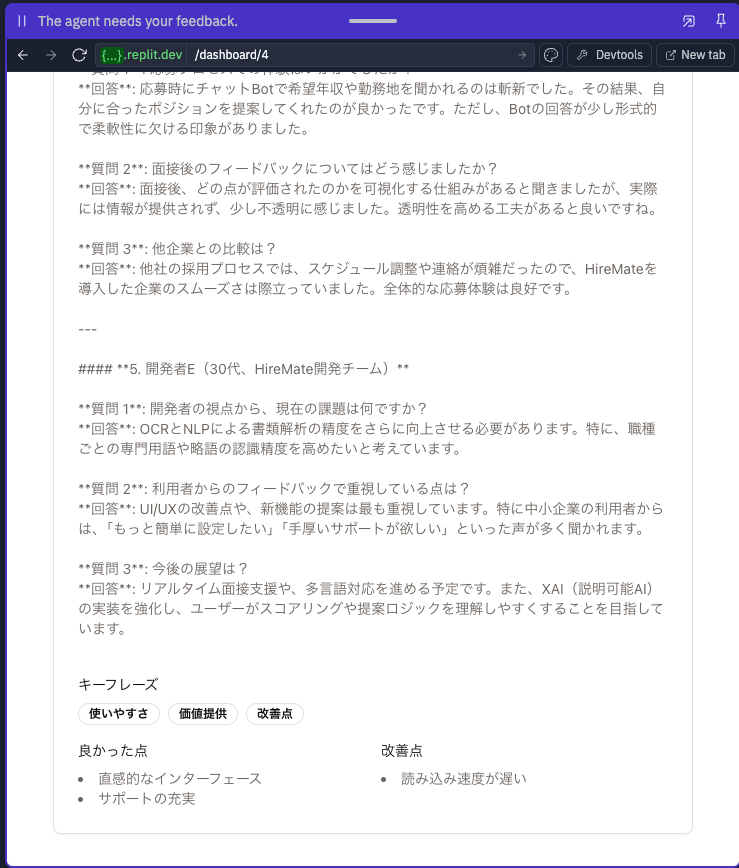 The agent needs your feedback.
{...}.replit.dev /dashboard/4 Devtools New tab
**回答**: 応募時にチャットBotで希望年収や勤務地を聞かれるのは斬新でした。その結果、自
分に合ったポジションを提案してくれたのが良かったです。ただし、Botの回答が少し形式的
で柔軟性に欠ける印象がありました。
**質問 2**: 面接後のフィードバックについてはどう感じましたか？
**回答**: 面接後、どの点が評価されたのかを可視化する仕組みがあると聞きましたが、実際
には情報が提供されず、少し不透明に感じました。透明性を高める工夫があると良いですね。
**質問 3**: 他企業との比較は？
**回答**: 他社の採用プロセスでは、スケジュール調整や連絡が煩雑だったので、HireMateを
導入した企業のスムーズさは際立っていました。全体的な応募体験は良好です。
---
#### **5. 開発者E（30代、HireMate開発チーム）**
**質問 1**: 開発者の視点から、現在の課題は何ですか？
**回答**: OCRとNLPによる書類解析の精度をさらに向上させる必要があります。特に、職種
ごとの専門用語や略語の認識精度を高めたいと考えています。
**質問 2**: 利用者からのフィードバックで重視している点は？
**回答**: UI/UXの改善点や、新機能の提案は最も重視しています。特に中小企業の利用者から
は、「もっと簡単に設定したい」「手厚いサポートが欲しい」といった声が多く聞かれます。
**質問 3**: 今後の展望は？
**回答**: リアルタイム面接支援や、多言語対応を進める予定です。また、XAI（説明可能AI）
の実装を強化し、ユーザーがスコアリングや提案ロジックを理解しやすくすることを目指して
います。
キーフレーズ
使いやすさ 価値提供 改善点
良かった点
• 直感的なインターフェース
• サポートの充実
改善点
• 読み込み速度が遅い